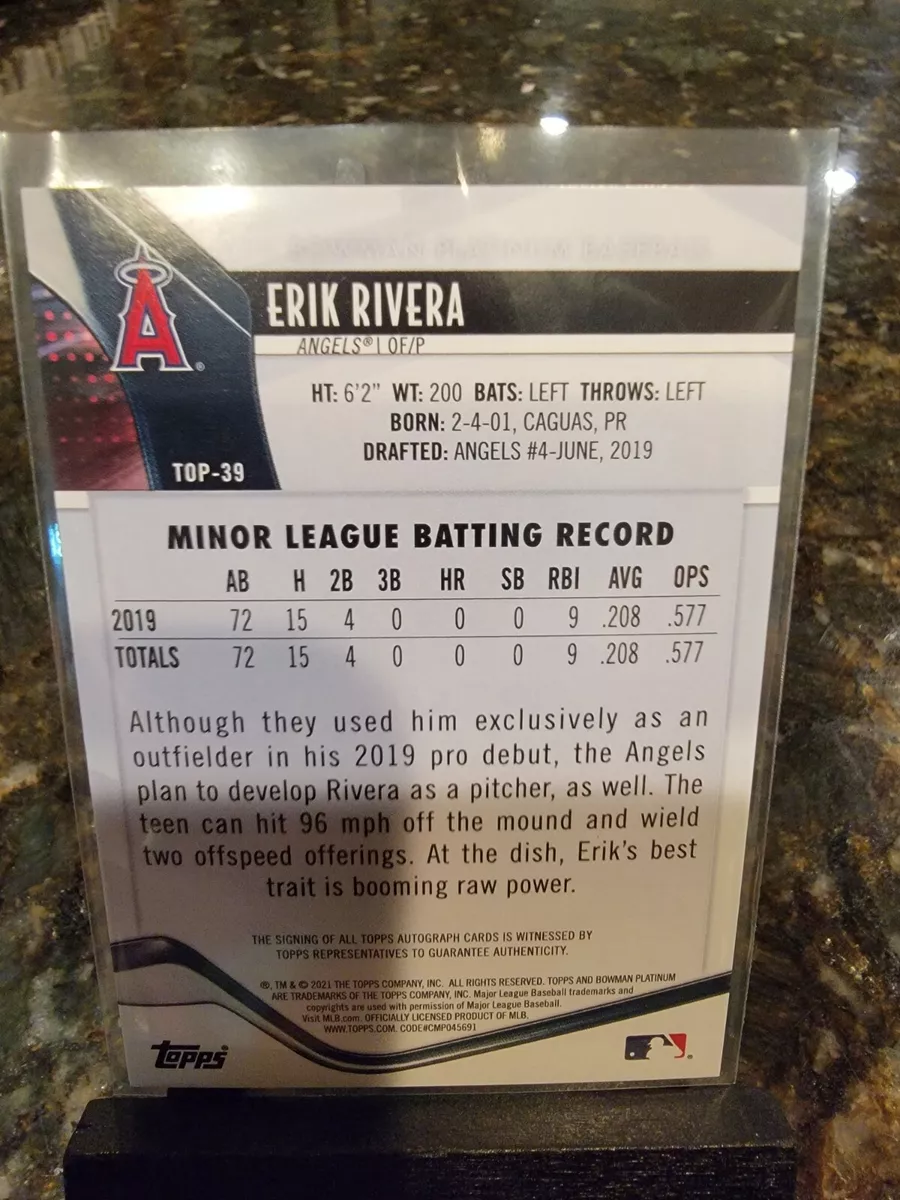 A®
ERIK RIVERA
ANGELS® | OF/P
HT: 6'2" WT: 200 BATS: LEFT THROWS: LEFT
BORN: 2-4-01, CAGUAS, PR
DRAFTED: ANGELS #4-JUNE, 2019
TOP-39
MINOR LEAGUE BATTING RECORD
AB H 2B 3B HR SB RBI AVG OPS
2019 72 15 4 0 0 0 9 .208 .577
TOTALS 72 15 4 0 0 0 9 .208 .577
Although they used him exclusively as an
outfielder in his 2019 pro debut, the Angels
plan to develop Rivera as a pitcher, as well. The
teen can hit 96 mph off the mound and wield
two offspeed offerings. At the dish, Erik's best
trait is booming raw power.
THE SIGNING OF ALL TOPPS AUTOGRAPH CARDS IS WITNESSED BY
TOPPS REPRESENTATIVES TO GUARANTEE AUTHENTICITY.
®, TM & © 2021 THE TOPPS COMPANY, INC. ALL RIGHTS RESERVED. TOPPS AND BOWMAN PLATINUM
ARE TRADEMARKS OF THE TOPPS COMPANY, INC. Major League Baseball trademarks and
copyrights are used with permission of Major League Baseball.
Visit MLB.com. OFFICIALLY LICENSED PRODUCT OF MLB.
WWW.TOPPS.COM. CODE#CMP045691
topps®